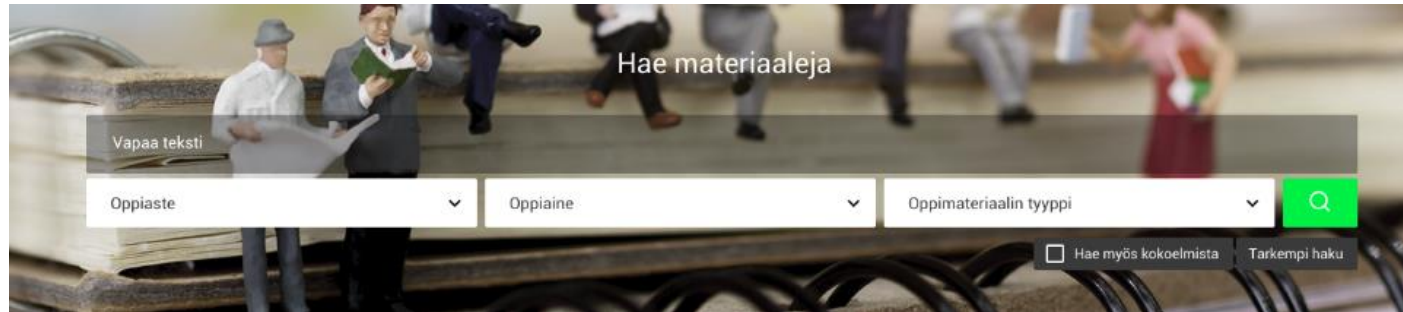 Hae materiaaleja
Vapaa teksti
Oppiaste
Oppiaine
Oppimateriaalin tyyppi
Hae myös kokoelmista
Tarkempi haku